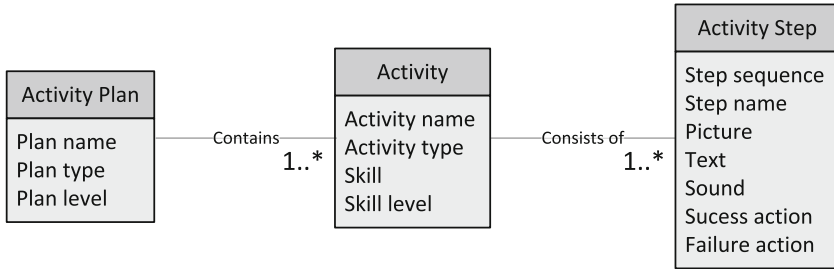 Activity Plan
Plan name
Plan type
Plan level
Contains
1..*
Activity
Activity name
Activity type
Skill
Skill level
Consists of
1..*
Activity Step
Step sequence
Step name
Picture
Text
Sound
Sucess action
Failure action